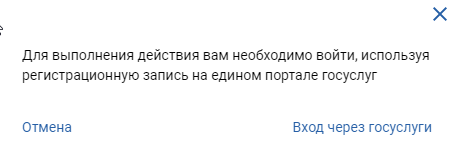 Для выполнения действия вам необходимо войти, используя
регистрационную запись на едином портале госуслуг
Отмена
Вход через госуслуги